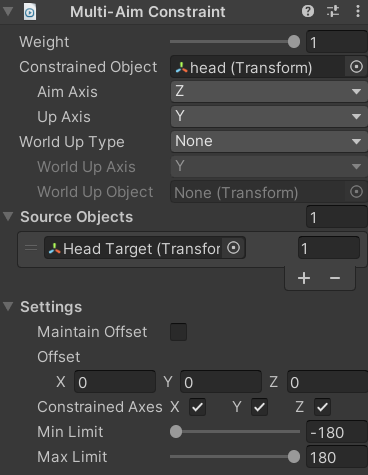 Multi-Aim Constraint
Weight 1
Constrained Object head (Transform)
Aim Axis Z
Up Axis Y
World Up Type None
World Up Axis Y
World Up Object None (Transform)
Source Objects 1
Head Target (Transfor 1
+ −
Settings
Maintain Offset
Offset
X 0 Y 0 Z 0
Constrained Axes X Y Z
Min Limit -180
Max Limit 180